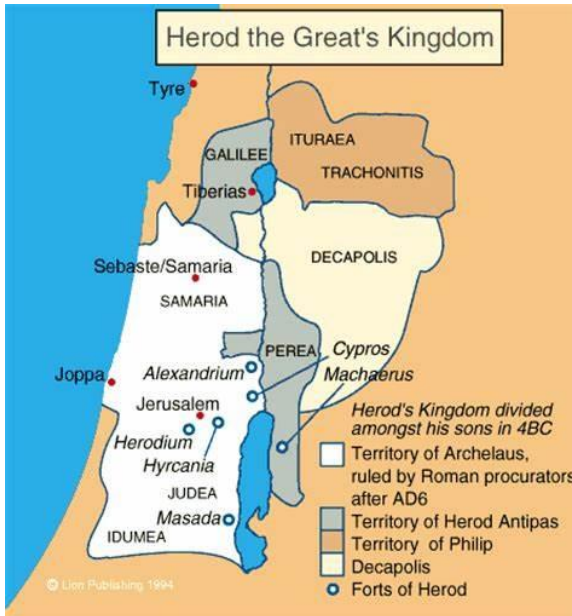 Herod the Great's Kingdom
Tyre
ITURAEA
GALILEE
TRACHONITIS
Tiberias
DECAPOLIS
Sebaste/Samaria
SAMARIA
PEREA
Cypros
Alexandrium
Machaerus
Joppa
Jerusalem
Herodium
Hyrcania
JUDEA
Masada
IDUMEA
Herod's Kingdom divided
amongst his sons in 4BC
Territory of Archelaus,
ruled by Roman procurators
after AD6
Territory of Herod Antipas
Territory of Philip
Decapolis
Forts of Herod
© Lion Publishing 1994